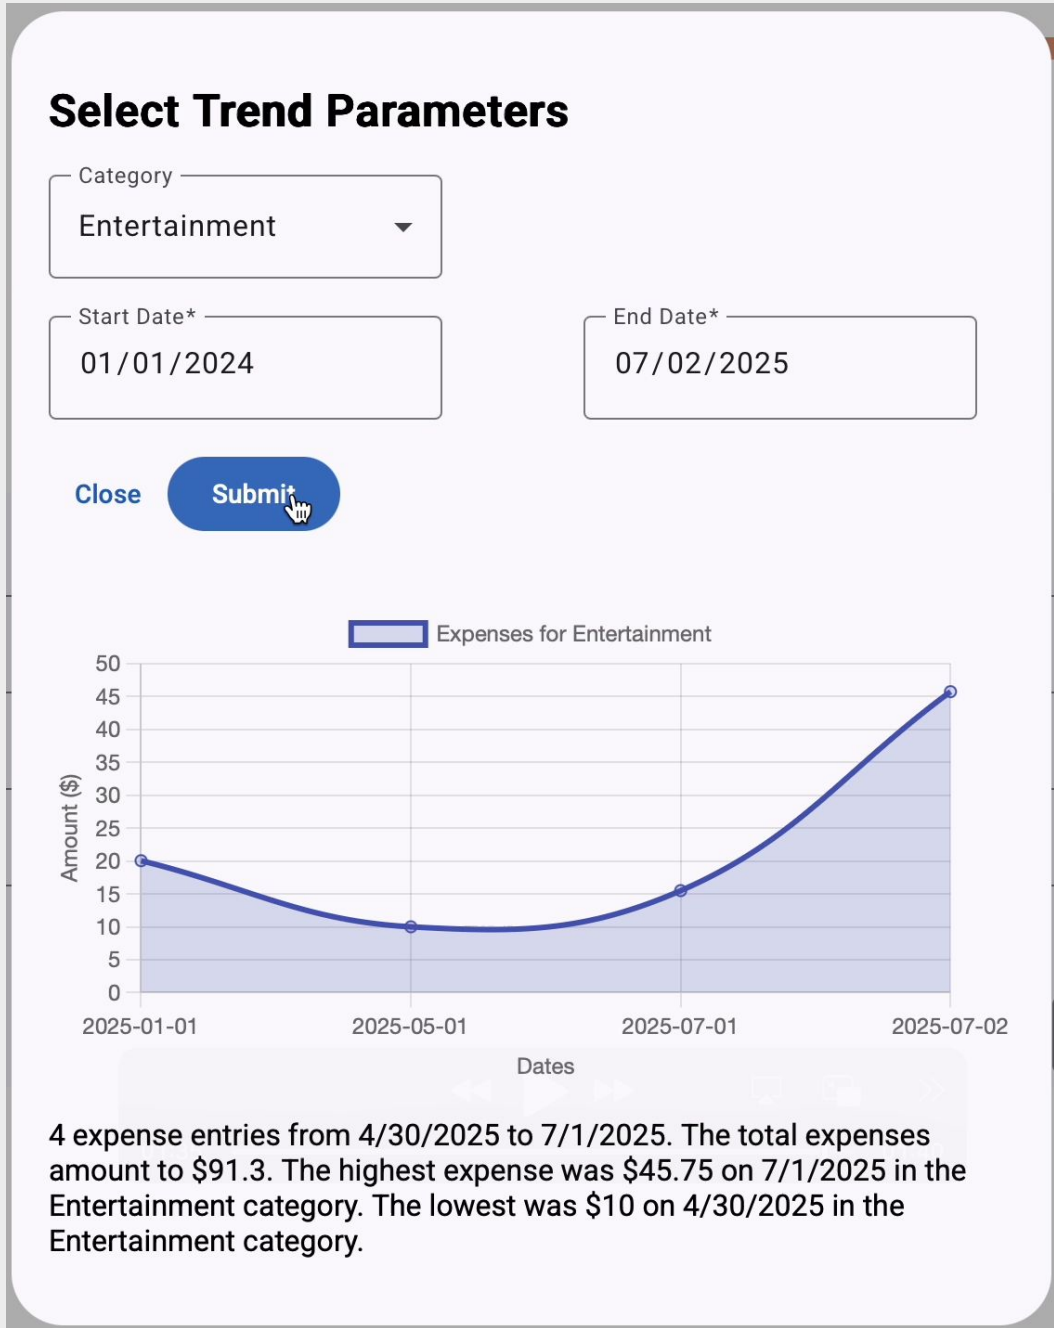 Select Trend Parameters
Category
Entertainment
Start Date*
01/01/2024
End Date*
07/02/2025
Close
Submit
Expenses for Entertainment
50
45
40
35
30
25
20
15
10
5
0
Amount ($)
2025-01-01
2025-05-01
2025-07-01
2025-07-02
Dates
4 expense entries from 4/30/2025 to 7/1/2025. The total expenses
amount to $91.3. The highest expense was $45.75 on 7/1/2025 in the
Entertainment category. The lowest was $10 on 4/30/2025 in the
Entertainment category.